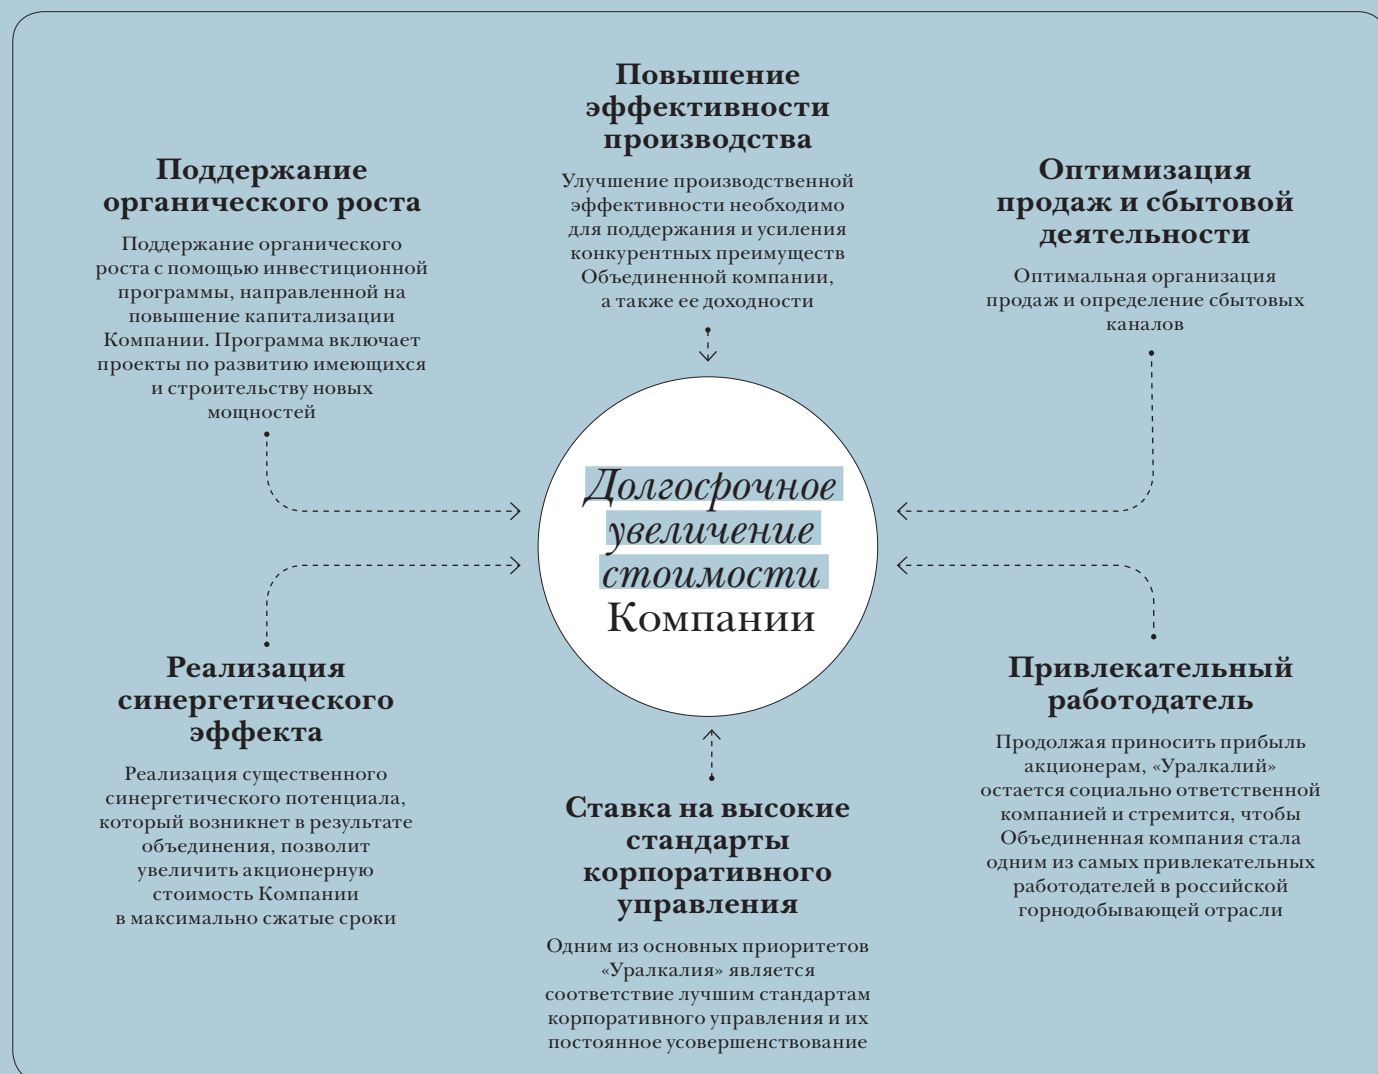 Повышение
эффективности
производства
Улучшение производственной
эффективности необходимо
для поддержания и усиления
конкурентных преимуществ
Объединенной компании,
а также ее доходности
Поддержание
органического роста
Поддержание органического
роста с помощью инвестиционной
программы, направленной на
повышение капитализации
Компании. Программа включает
проекты по развитию имеющихся
и строительству новых
мощностей
Оптимизация
продаж и сбытовой
деятельности
Оптимальная организация
продаж и определение сбытовых
каналов
Долгосрочное
увеличение
стоимости
Компании
Реализация
синергетического
эффекта
Реализация существенного
синергетического потенциала,
который возникнет в результате
объединения, позволит
увеличить акционерную
стоимость Компании
в максимально сжатые сроки
Ставка на высокие
стандарты
корпоративного
управления
Одним из основных приоритетов
«Уралкалия» является
соответствие лучшим стандартам
корпоративного управления и их
постоянное усовершенствование
Привлекательный
работодатель
Продолжая приносить прибыль
акционерам, «Уралкалий»
остается социально ответственной
компанией и стремится, чтобы
Объединенная компания стала
одним из самых привлекательных
работодателей в российской
горнодобывающей отрасли